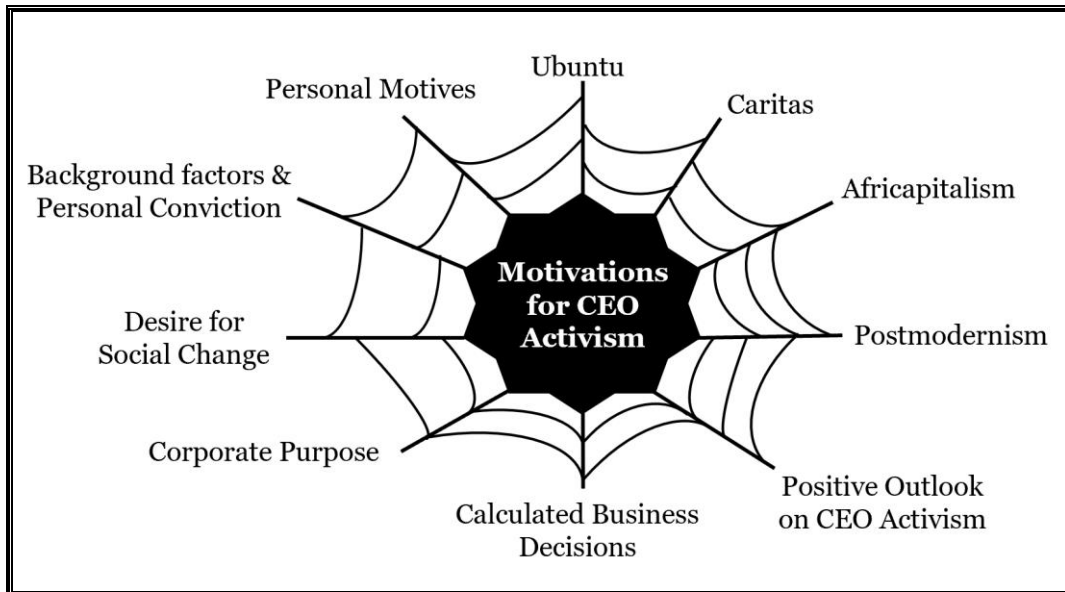 Ubuntu
Personal Motives
Caritas
Background factors &
Personal Conviction
Africapitalism
Motivations
for CEO
Activism
Desire for
Social Change
Postmodernism
Corporate Purpose
Calculated Business
Decisions
Positive Outlook
on CEO Activism